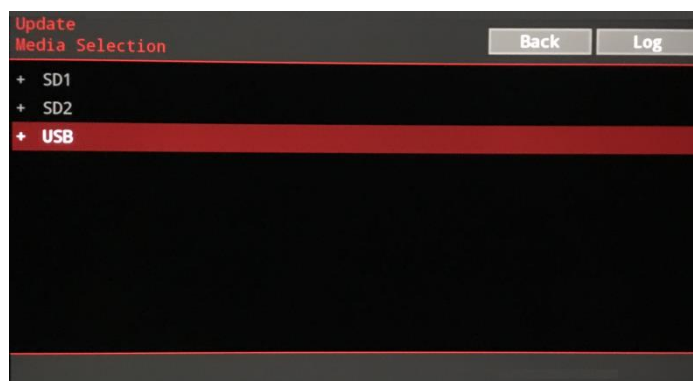 Update
Media Selection
Back
Log
+ SD1
+ SD2
+ USB